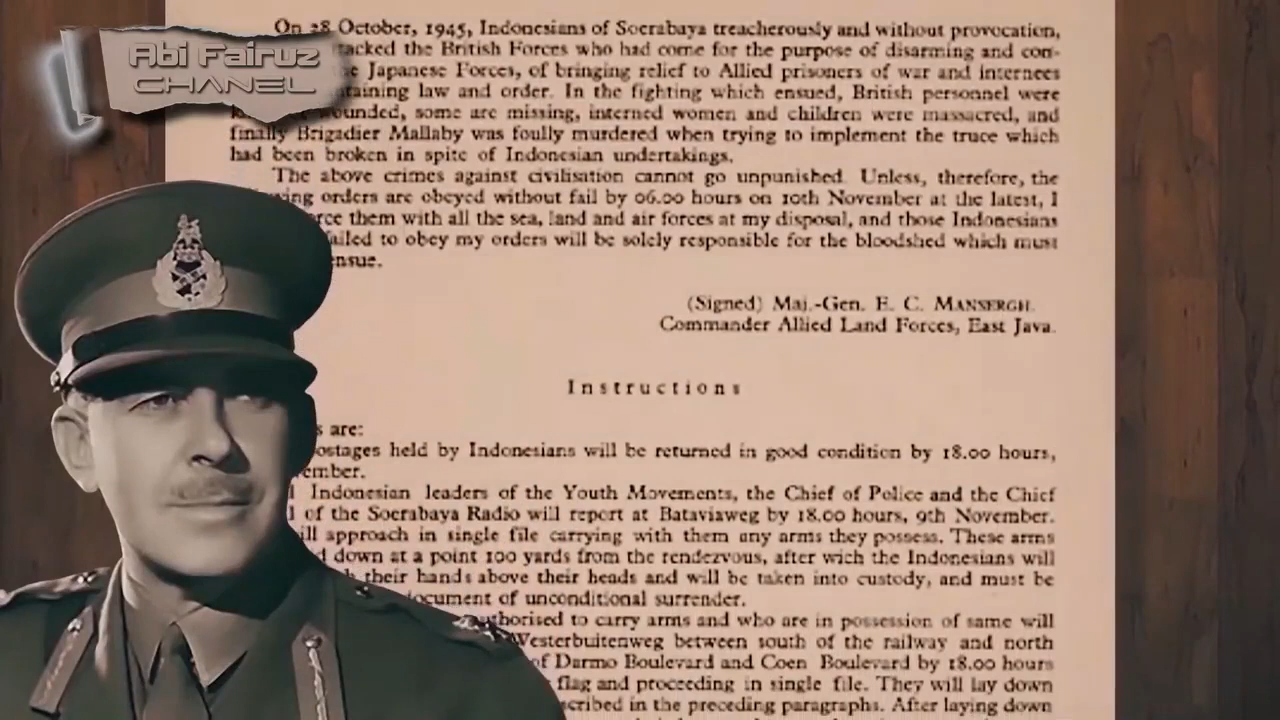 Abi Fairuz
CHANEL
On 28 October, 1945, Indonesians of Soerabaya treacherously and without provocation,
tacked the British Forces who had come for the purpose of disarming and con-
e Japanese Forces, of bringing relief to Allied prisoners of war and internees
taining law and order. In the fighting which ensued, British personnel were
wounded, some are missing, interned women and children were massacred, and
finally Brigadier Mallaby was foully murdered when trying to implement the truce which
had been broken in spite of Indonesian undertakings.
The above crimes against civilisation cannot go unpunished. Unless, therefore, the
wing orders are obeyed without fail by 06.00 hours on 10th November at the latest, I
rce them with all the sea, land and air forces at my disposal, and those Indonesians
ailed to obey my orders will be solely responsible for the bloodshed which must
ensue.
(Signed) Maj.-Gen. E. C. MANSERGH.
Commander Allied Land Forces, East Java.
Instructions
s are:
ostages held by Indonesians will be returned in good condition by 18.00 hours,
ember.
l Indonesian leaders of the Youth Movements, the Chief of Police and the Chief
l of the Soerabaya Radio will report at Bataviaweg by 18.00 hours, 9th November.
ill approach in single file carrying with them any arms they possess. These arms
d down at a point 100 yards from the rendezvous, after wich the Indonesians will
h their hands above their heads and will be taken into custody, and must be
document of unconditional surrender.
uthorised to carry arms and who are in possession of same will
Westerbuitenweg between south of the railway and north
of Darmo Boulevard and Coen Boulevard by 18.00 hours
flag and proceeding in single file. They will lay down
scribed in the preceding paragraphs. After laying down